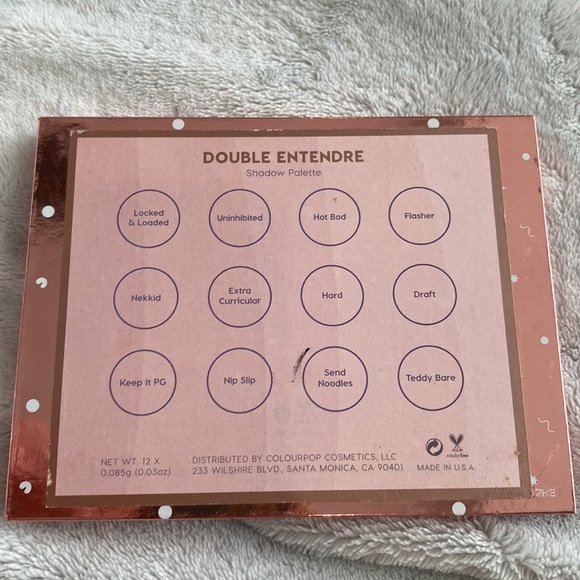 DOUBLE ENTENDRE
Shadow Palette
Locked
& Loaded
Uninhibited
Hot Bod
Flasher
Nekkid
Extra
Curricular
Hard
Draft
Keep It PG
Nip Slip
Send
Noodles
Teddy Bare
NET WT. 12 X
0.085g (0.03oz)
DISTRIBUTED BY COLOURPOP COSMETICS, LLC
233 WILSHIRE BLVD., SANTA MONICA, CA 90401
crueltyfree
MADE IN U.S.A.